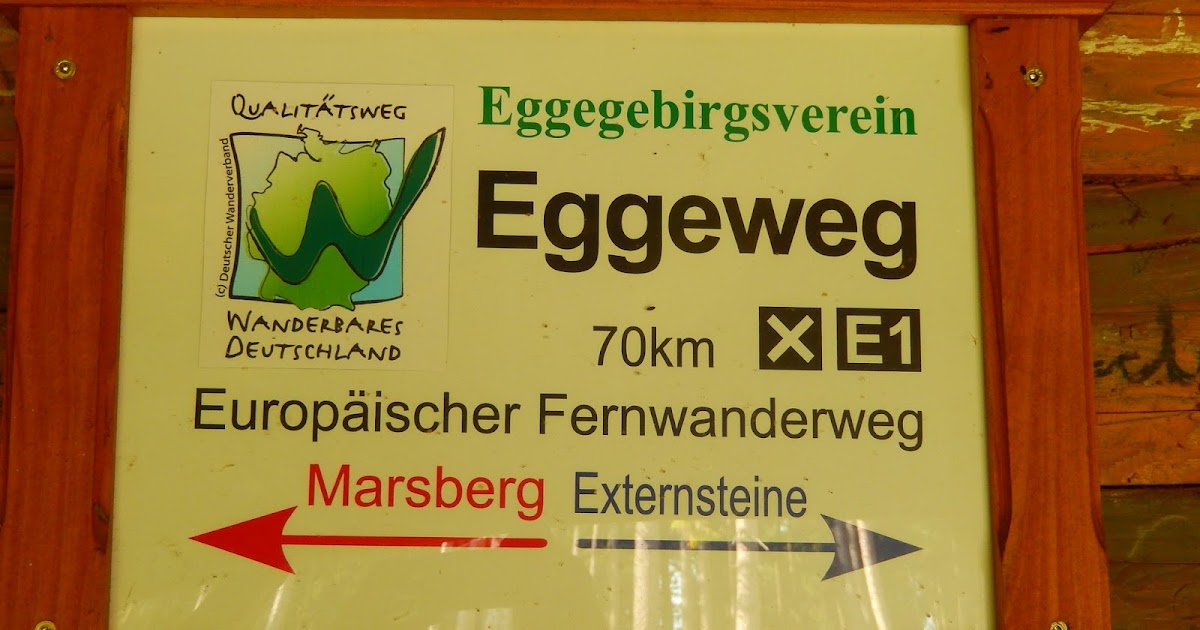 QUALITÄTSWEG
(c) Deutscher Wanderverband
WANDERBARES
DEUTSCHLAND
Eggegebirgsverein
Eggeweg
70km X E1
Europäischer Fernwanderweg
Marsberg Externsteine